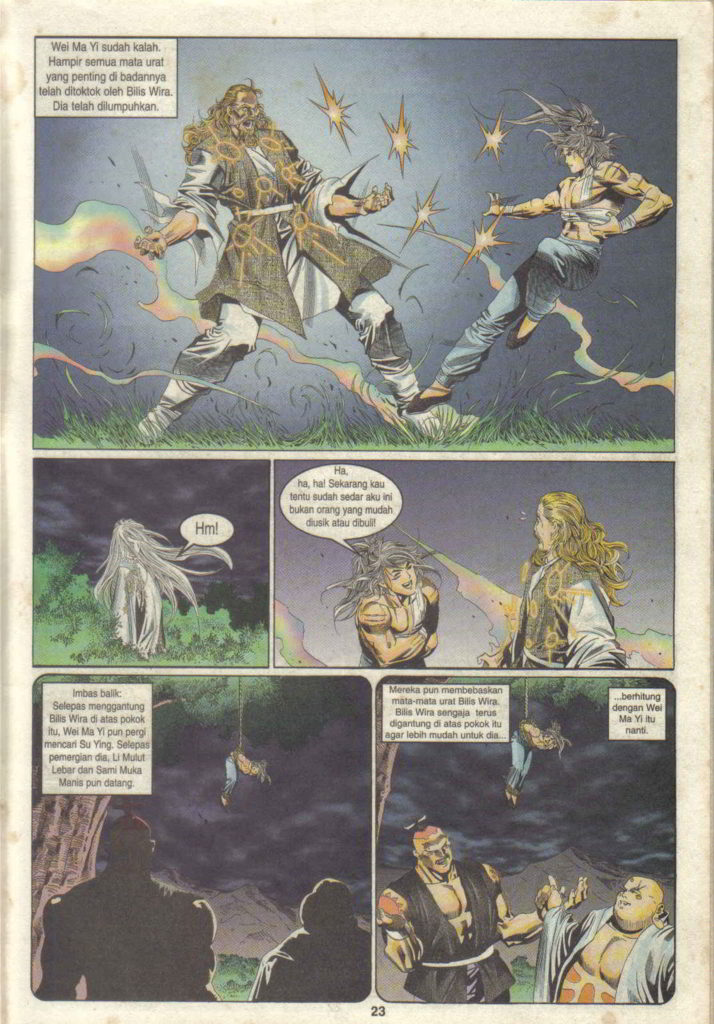 Wei Ma Yi sudah kalah.
Hampir semua mata urat
yang penting di badannya
telah ditoktok oleh Bilis Wira.
Dia telah dilumpuhkan.
Hm!
Ha,
ha, ha! Sekarang kau
tentu sudah sedar aku ini
bukan orang yang mudah
diusik atau dibuli!
Imbas balik:
Selepas menggantung
Bilis Wira di atas pokok
itu, Wei Ma Yi pun pergi
mencari Su Ying. Selepas
pemergian dia, Li Mulut
Lebar dan Sami Muka
Manis pun datang.
Mereka pun membebaskan
mata-mata urat Bilis Wira.
Bilis Wira sengaja terus
digantung di atas pokok itu
agar lebih mudah untuk dia...
...berhitung
dengan Wei
Ma Yi itu
nanti.
23